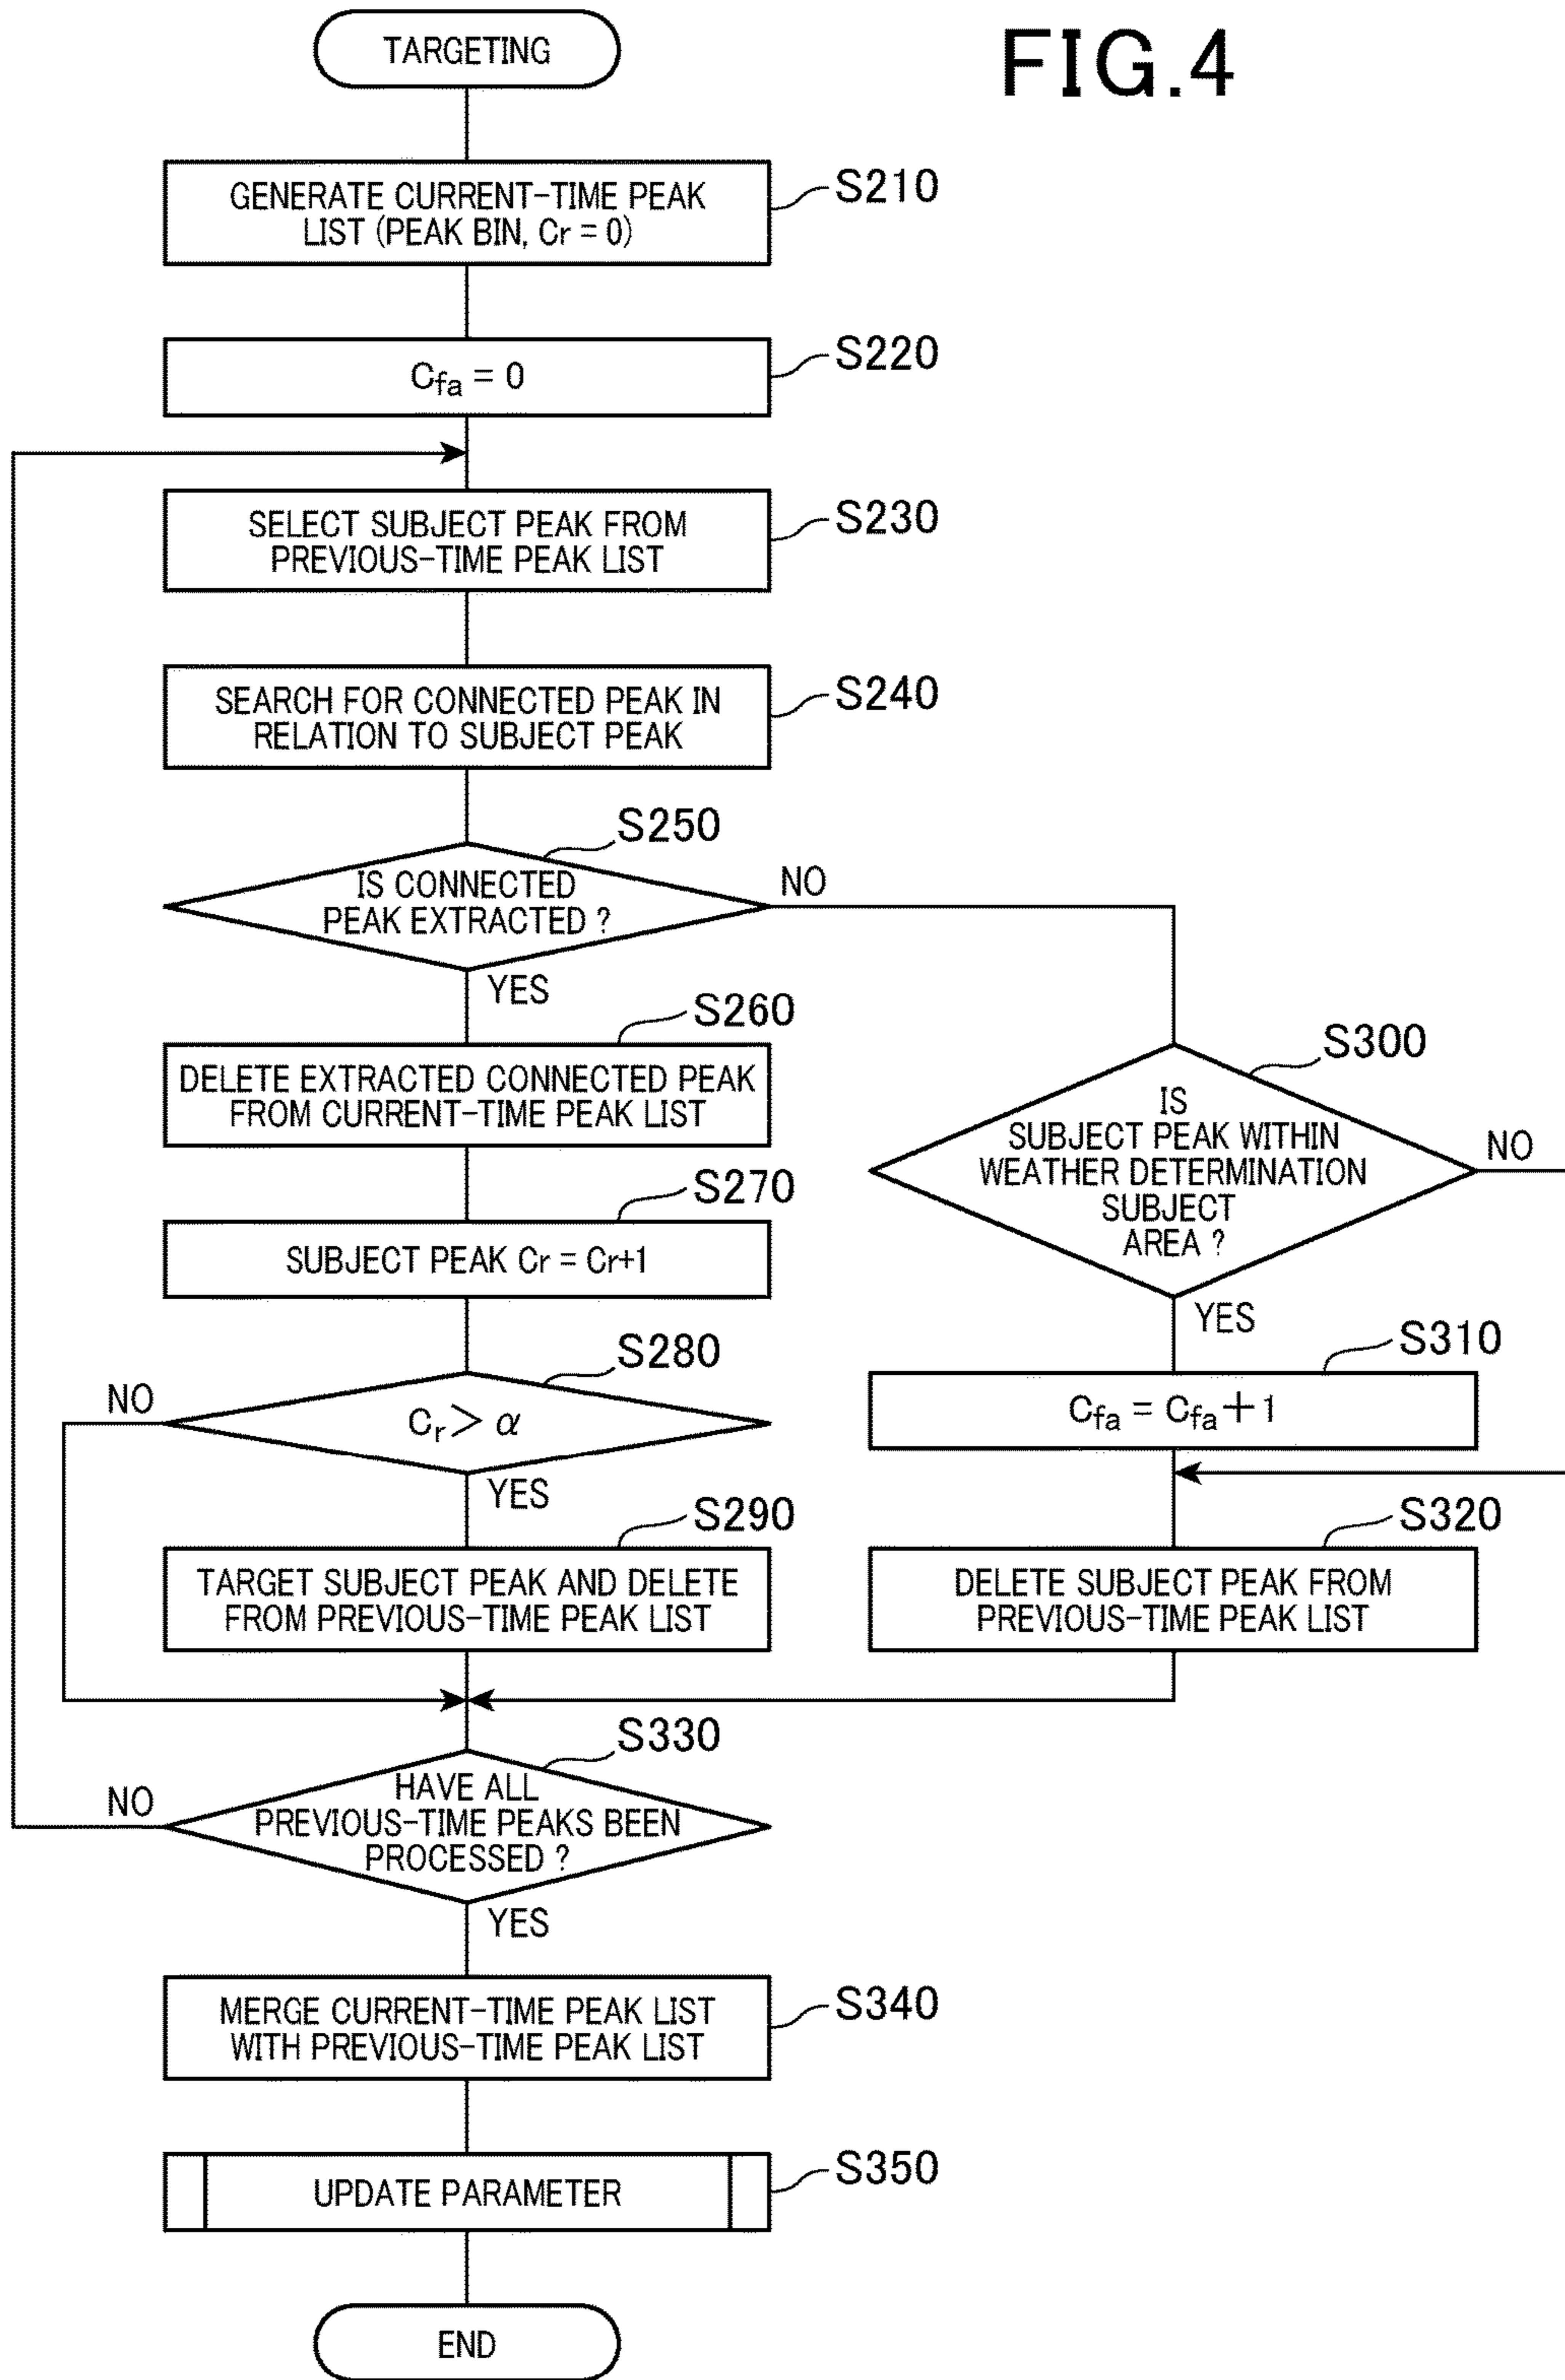 FIG.4
TARGETING
GENERATE CURRENT-TIME PEAK
LIST (PEAK BIN, Cr = 0)
S210
Cfa = 0
S220
SELECT SUBJECT PEAK FROM
PREVIOUS-TIME PEAK LIST
S230
SEARCH FOR CONNECTED PEAK IN
RELATION TO SUBJECT PEAK
S240
S250
IS CONNECTED
PEAK EXTRACTED ?
NO
YES
S260
DELETE EXTRACTED CONNECTED PEAK
FROM CURRENT-TIME PEAK LIST
S270
SUBJECT PEAK Cr = Cr+1
S280
NO
Cr > α
YES
S290
TARGET SUBJECT PEAK AND DELETE
FROM PREVIOUS-TIME PEAK LIST
S300
IS
SUBJECT PEAK WITHIN
WEATHER DETERMINATION
SUBJECT
AREA ?
NO
YES
S310
Cfa = Cfa + 1
S320
DELETE SUBJECT PEAK FROM
PREVIOUS-TIME PEAK LIST
S330
HAVE ALL
PREVIOUS-TIME PEAKS BEEN
PROCESSED ?
NO
YES
MERGE CURRENT-TIME PEAK LIST
WITH PREVIOUS-TIME PEAK LIST
S340
UPDATE PARAMETER
S350
END